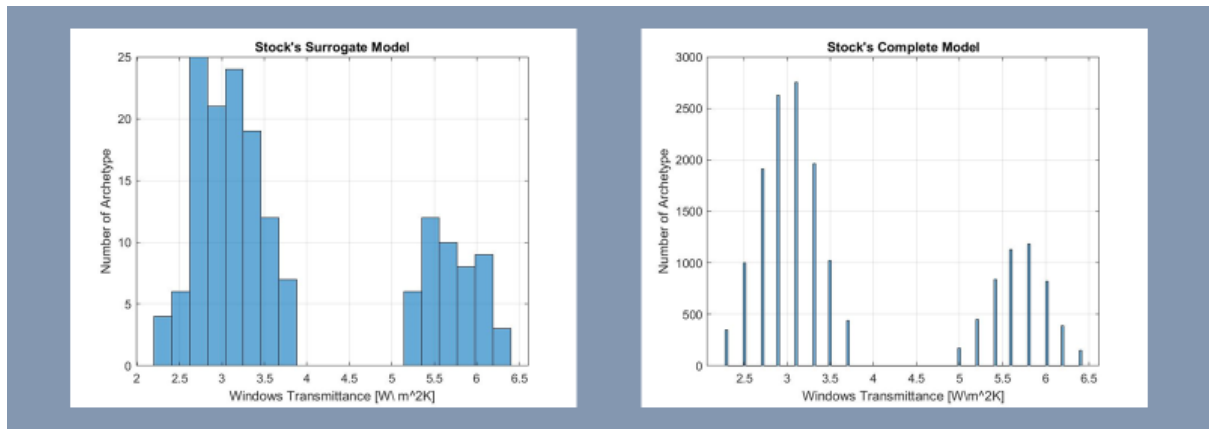 Stock's Surrogate Model
25
20
15
10
5
0
2 2.5 3 3.5 4 4.5 5 5.5 6 6.5
Number of Archetype
Windows Transmittance [W\ m^2K]
Stock's Complete Model
3000
2500
2000
1500
1000
500
0
2.5 3 3.5 4 4.5 5 5.5 6 6.5
Number of Archetype
Windows Transmittance [W\m^2K]